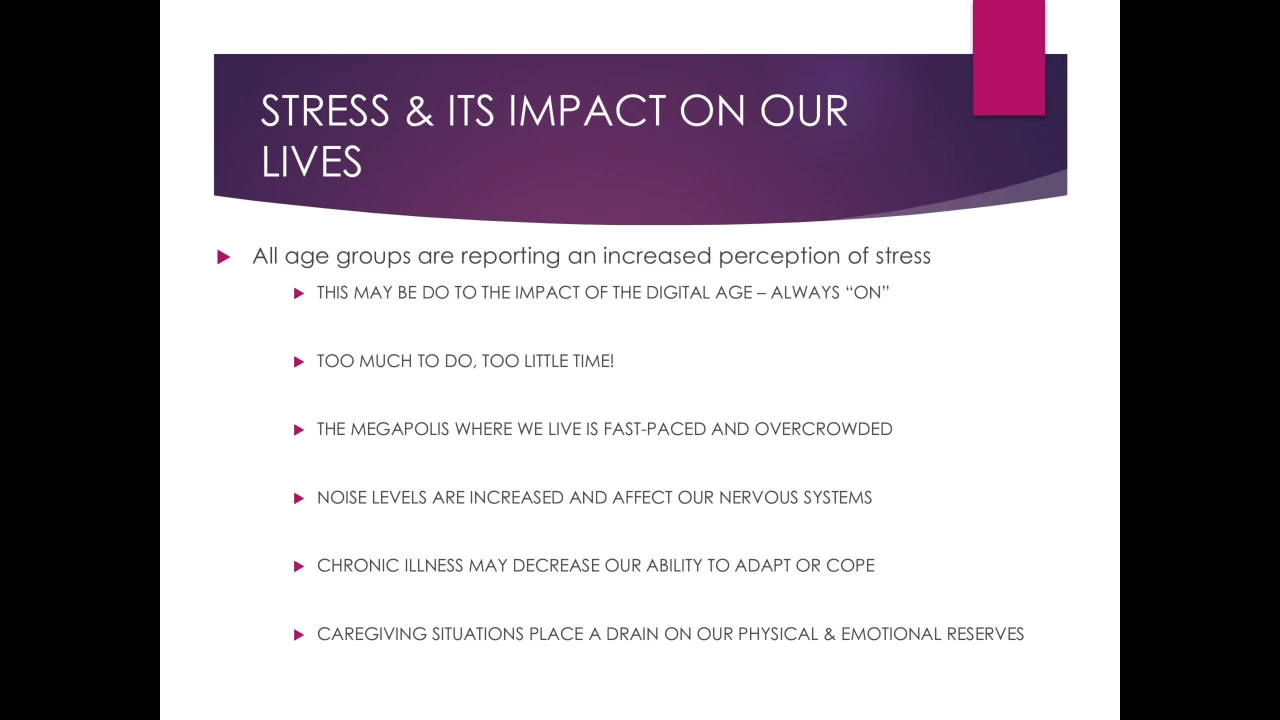 STRESS & ITS IMPACT ON OUR
LIVES
All age groups are reporting an increased perception of stress
THIS MAY BE DO TO THE IMPACT OF THE DIGITAL AGE – ALWAYS “ON”
TOO MUCH TO DO, TOO LITTLE TIME!
THE MEGAPOLIS WHERE WE LIVE IS FAST-PACED AND OVERCROWDED
NOISE LEVELS ARE INCREASED AND AFFECT OUR NERVOUS SYSTEMS
CHRONIC ILLNESS MAY DECREASE OUR ABILITY TO ADAPT OR COPE
CAREGIVING SITUATIONS PLACE A DRAIN ON OUR PHYSICAL & EMOTIONAL RESERVES